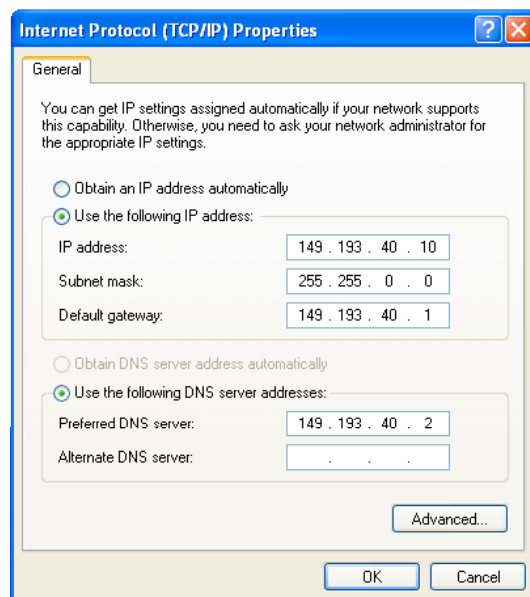 Internet Protocol (TCP/IP) Properties
General
You can get IP settings assigned automatically if your network supports
this capability. Otherwise, you need to ask your network administrator for
the appropriate IP settings.
Obtain an IP address automatically
Use the following IP address:
IP address: 149 . 193 . 40 . 10
Subnet mask: 255 . 255 . 0 . 0
Default gateway: 149 . 193 . 40 . 1
Obtain DNS server address automatically
Use the following DNS server addresses:
Preferred DNS server: 149 . 193 . 40 . 2
Alternate DNS server: . . .
Advanced...
OK Cancel